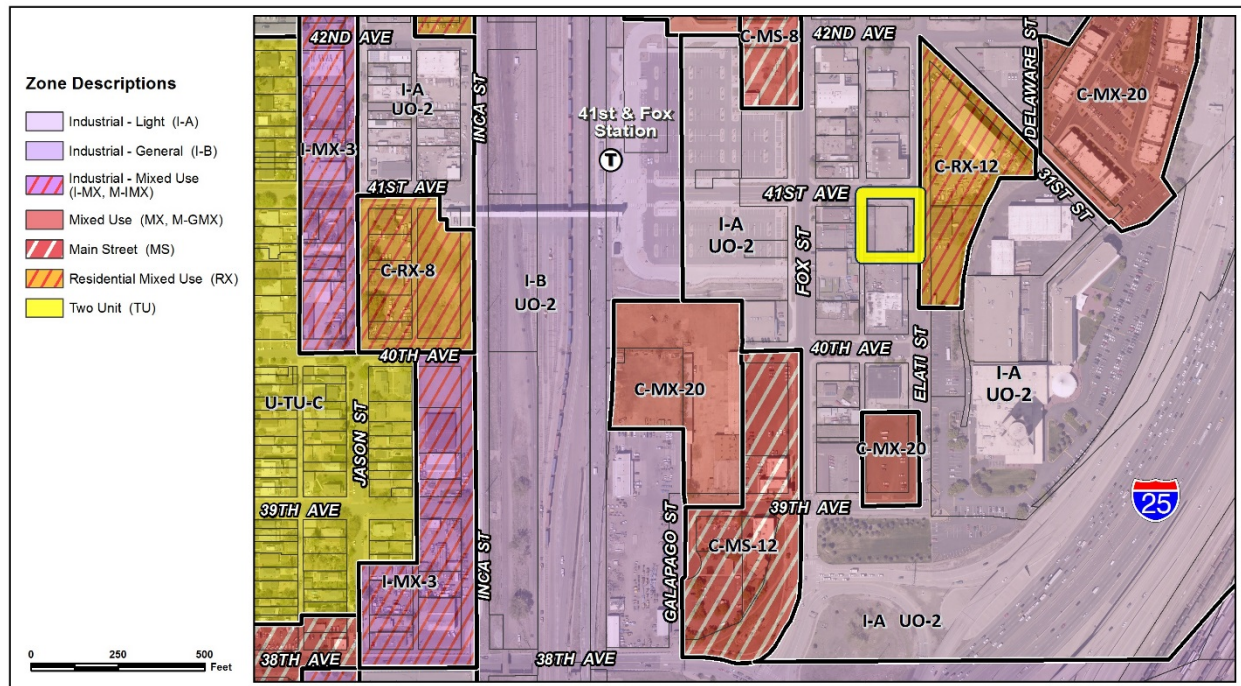 Zone Descriptions
Industrial - Light (I-A)
Industrial - General (I-B)
Industrial - Mixed Use
(I-MX, M-IMX)
Mixed Use (MX, M-GMX)
Main Street (MS)
Residential Mixed Use (RX)
Two Unit (TU)
0 250 500
Feet
42ND AVE
C-MS-8
42ND AVE
DELAWARE ST
C-MX-20
I-A
UO-2
INCA ST
41st & Fox
Station
T
I-MX-3
C-RX-12
31ST ST
41ST AVE
41ST AVE
I-A
UO-2
FOX ST
C-RX-8
I-B
UO-2
40TH AVE
40TH AVE
ELATI ST
I-A
UO-2
U-TU-C
JASON ST
C-MX-20
C-MX-20
39TH AVE
39TH AVE
25
INCA ST
GALAPAGO ST
C-MS-12
I-MX-3
I-A UO-2
38TH AVE
38TH AVE